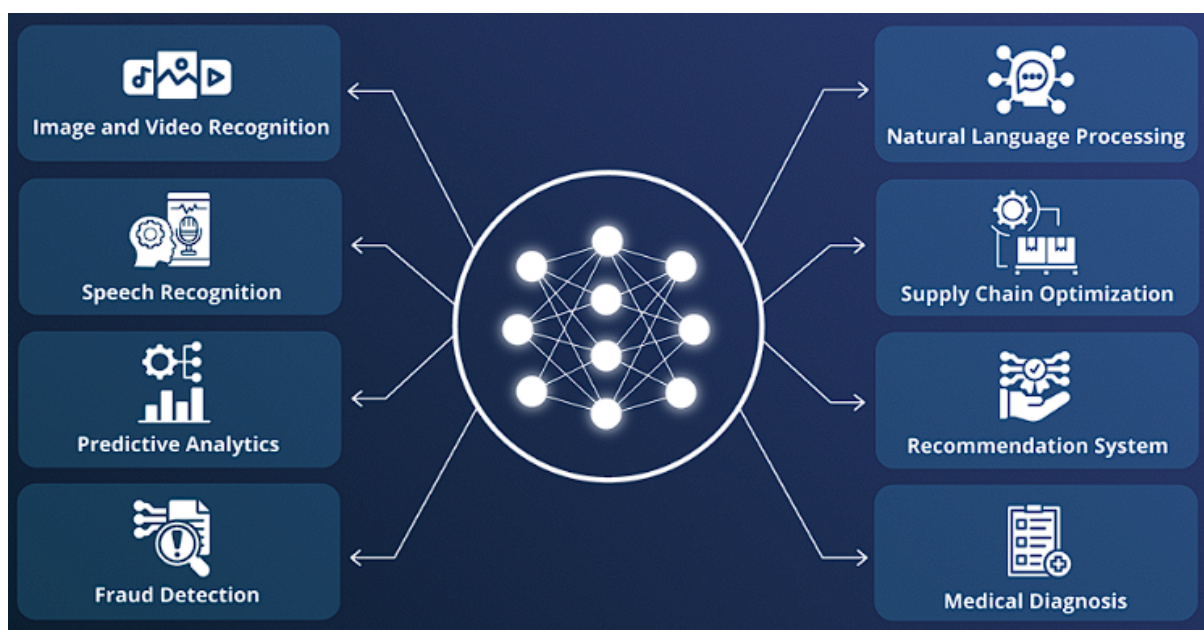 Image and Video Recognition
Speech Recognition
Predictive Analytics
Fraud Detection
Natural Language Processing
Supply Chain Optimization
Recommendation System
Medical Diagnosis